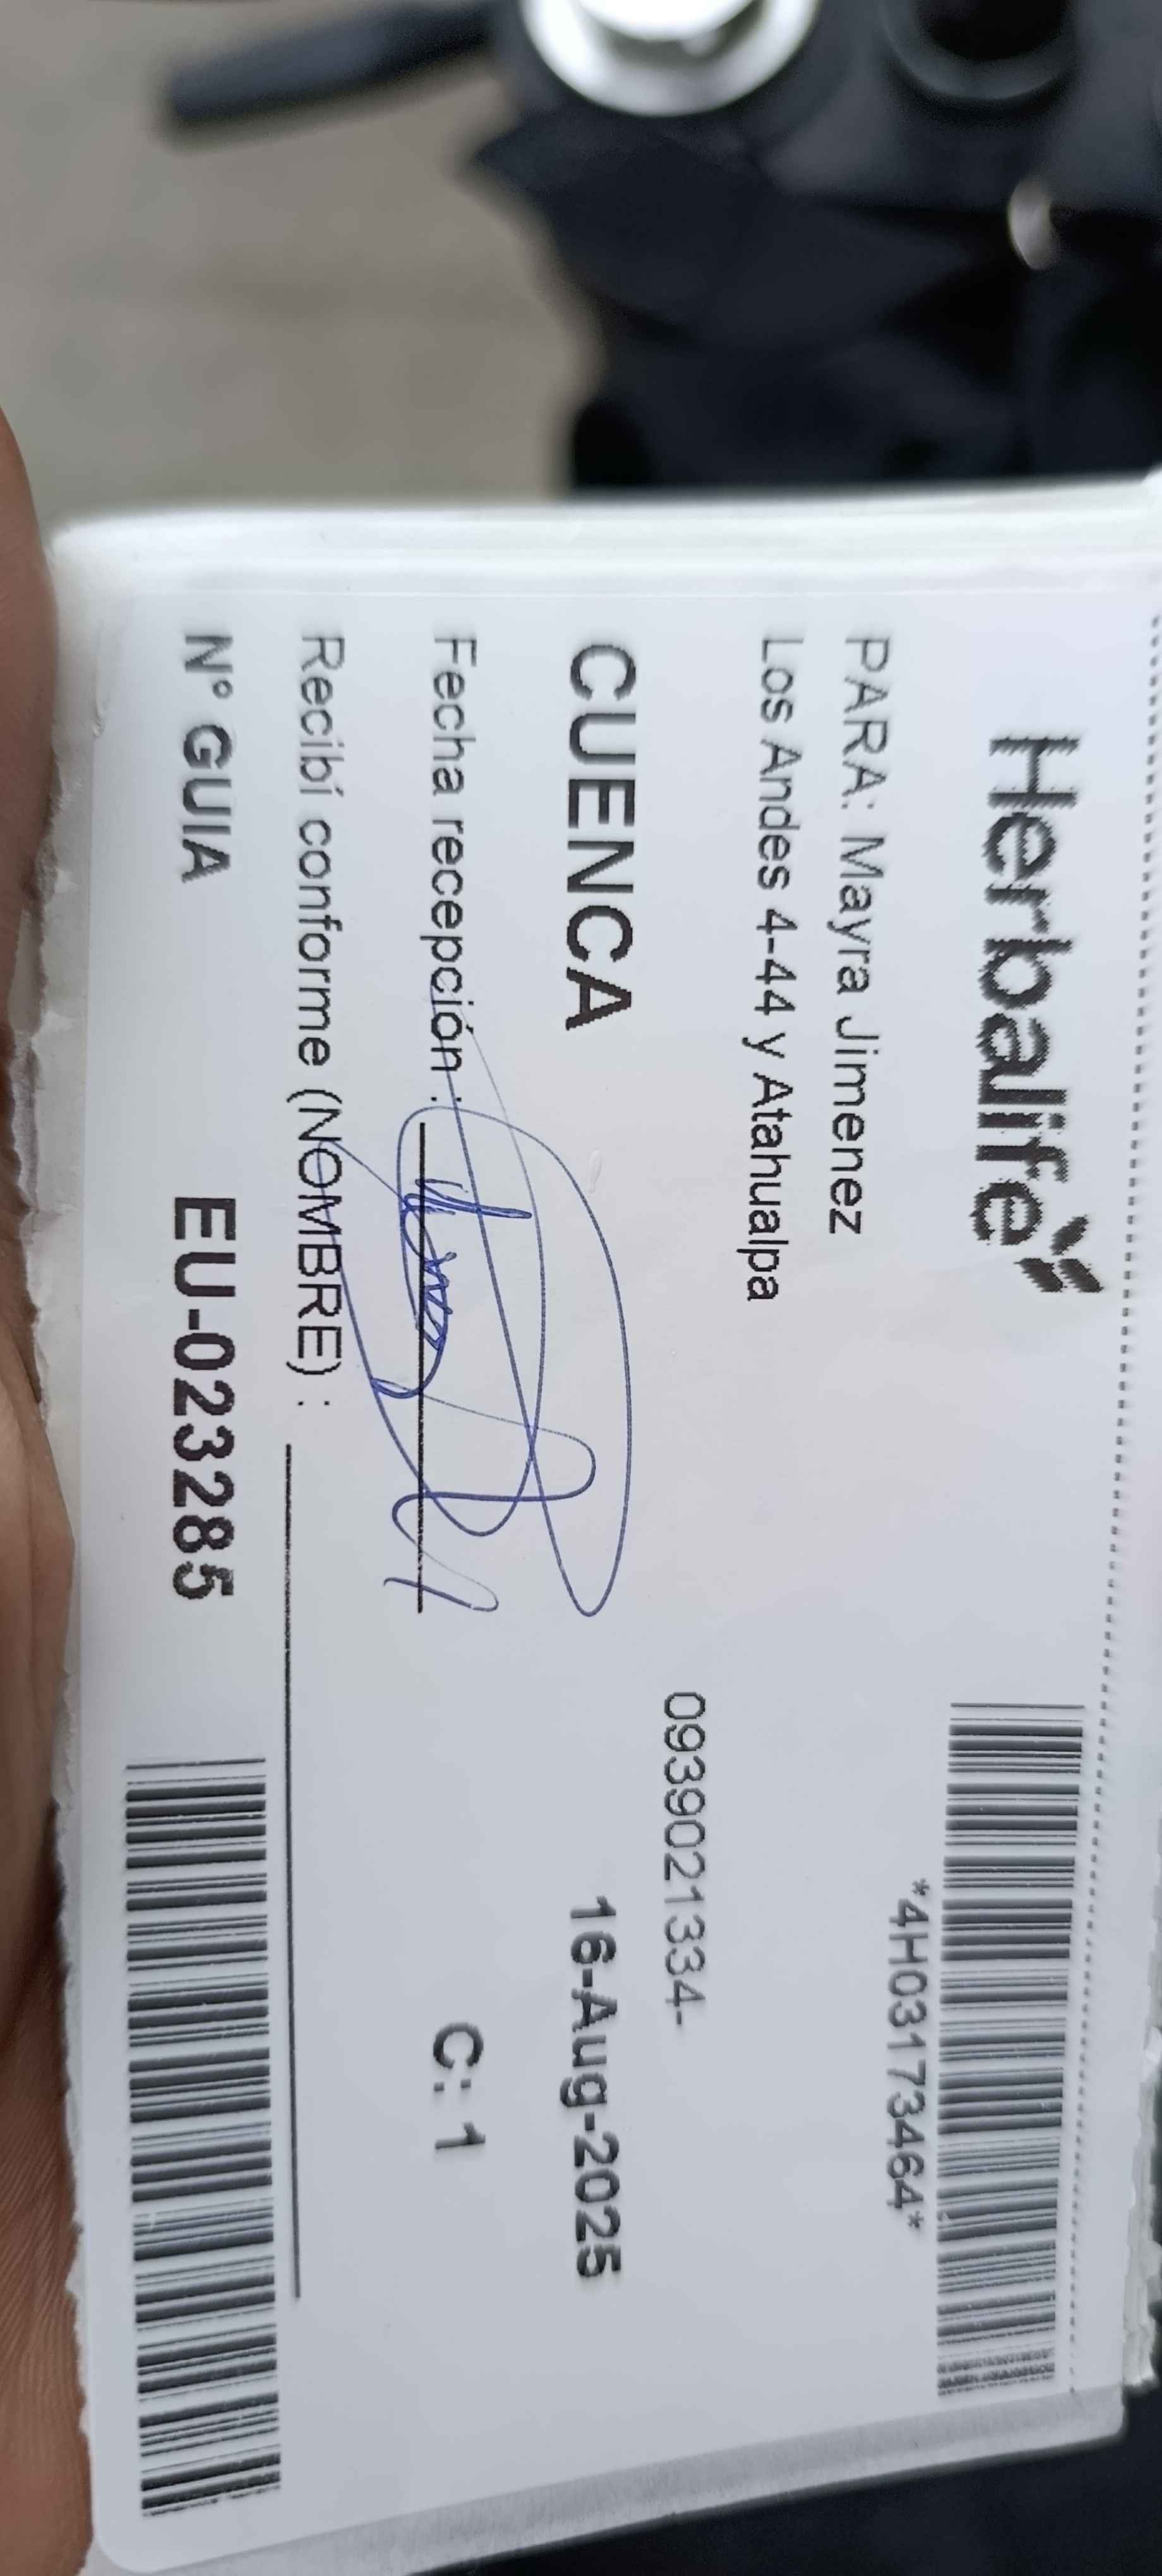 Herbalife
*4H03173464*
PARA: Mayra Jimenez
Los Andes 4-44 y Atahualpa
0939021334-
CUENCA
16-Aug-2025
Fecha recepción :
C: 1
Recibí conforme (NOMBRE) :
N° GUIA
EU-023285